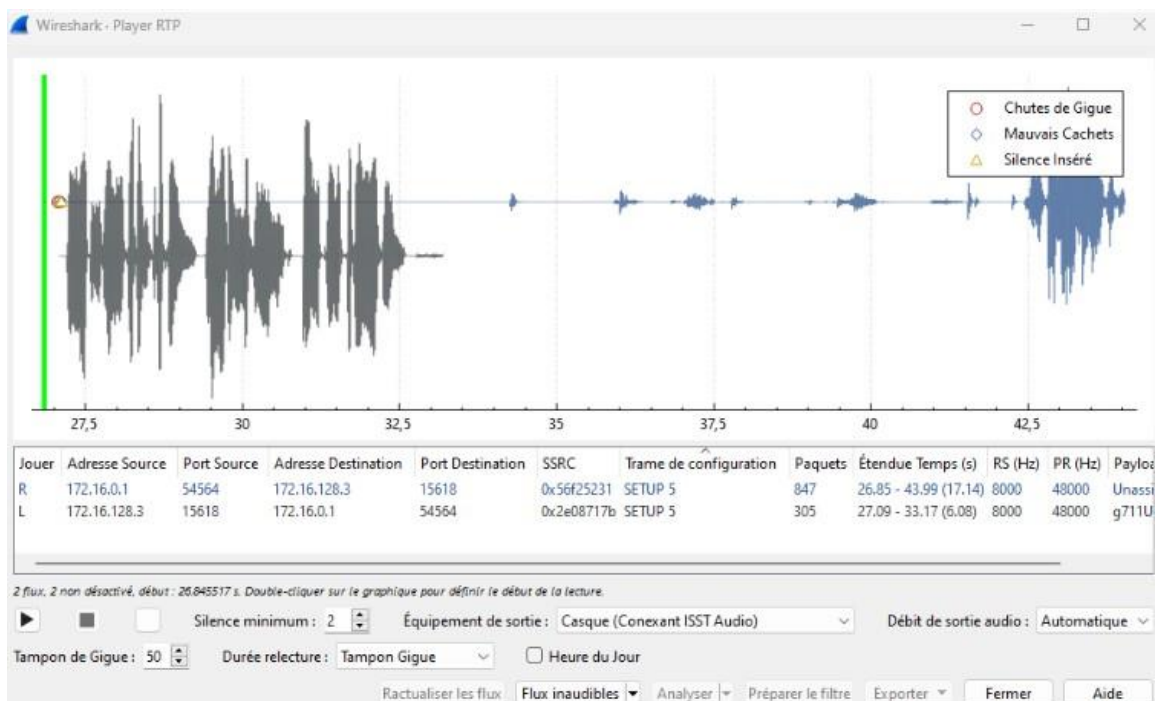 Wireshark · Player RTP
Chutes de Gigue
Mauvais Cachets
Silence Inséré
27,5 30 32,5 35 37,5 40 42,5
Jouer Adresse Source Port Source Adresse Destination Port Destination SSRC Trame de configuration Paquets Étendue Temps (s) RS (Hz) PR (Hz) Payloa
R 172.16.0.1 54564 172.16.128.3 15618 0x56f25231 SETUP 5 847 26.85 - 43.99 (17.14) 8000 48000 Unassi
L 172.16.128.3 15618 172.16.0.1 54564 0x2e08717b SETUP 5 305 27.09 - 33.17 (6.08) 8000 48000 g711U
2 flux, 2 non désactivé, début : 26.845517 s. Double-cliquer sur le graphique pour définir le début de la lecture.
Silence minimum : 2 Équipement de sortie : Casque (Conexant ISST Audio) Débit de sortie audio : Automatique
Tampon de Gigue : 50 Durée relecture : Tampon Gigue Heure du Jour
Ractualiser les flux Flux inaudibles Analyser Préparer le filtre Exporter Fermer Aide